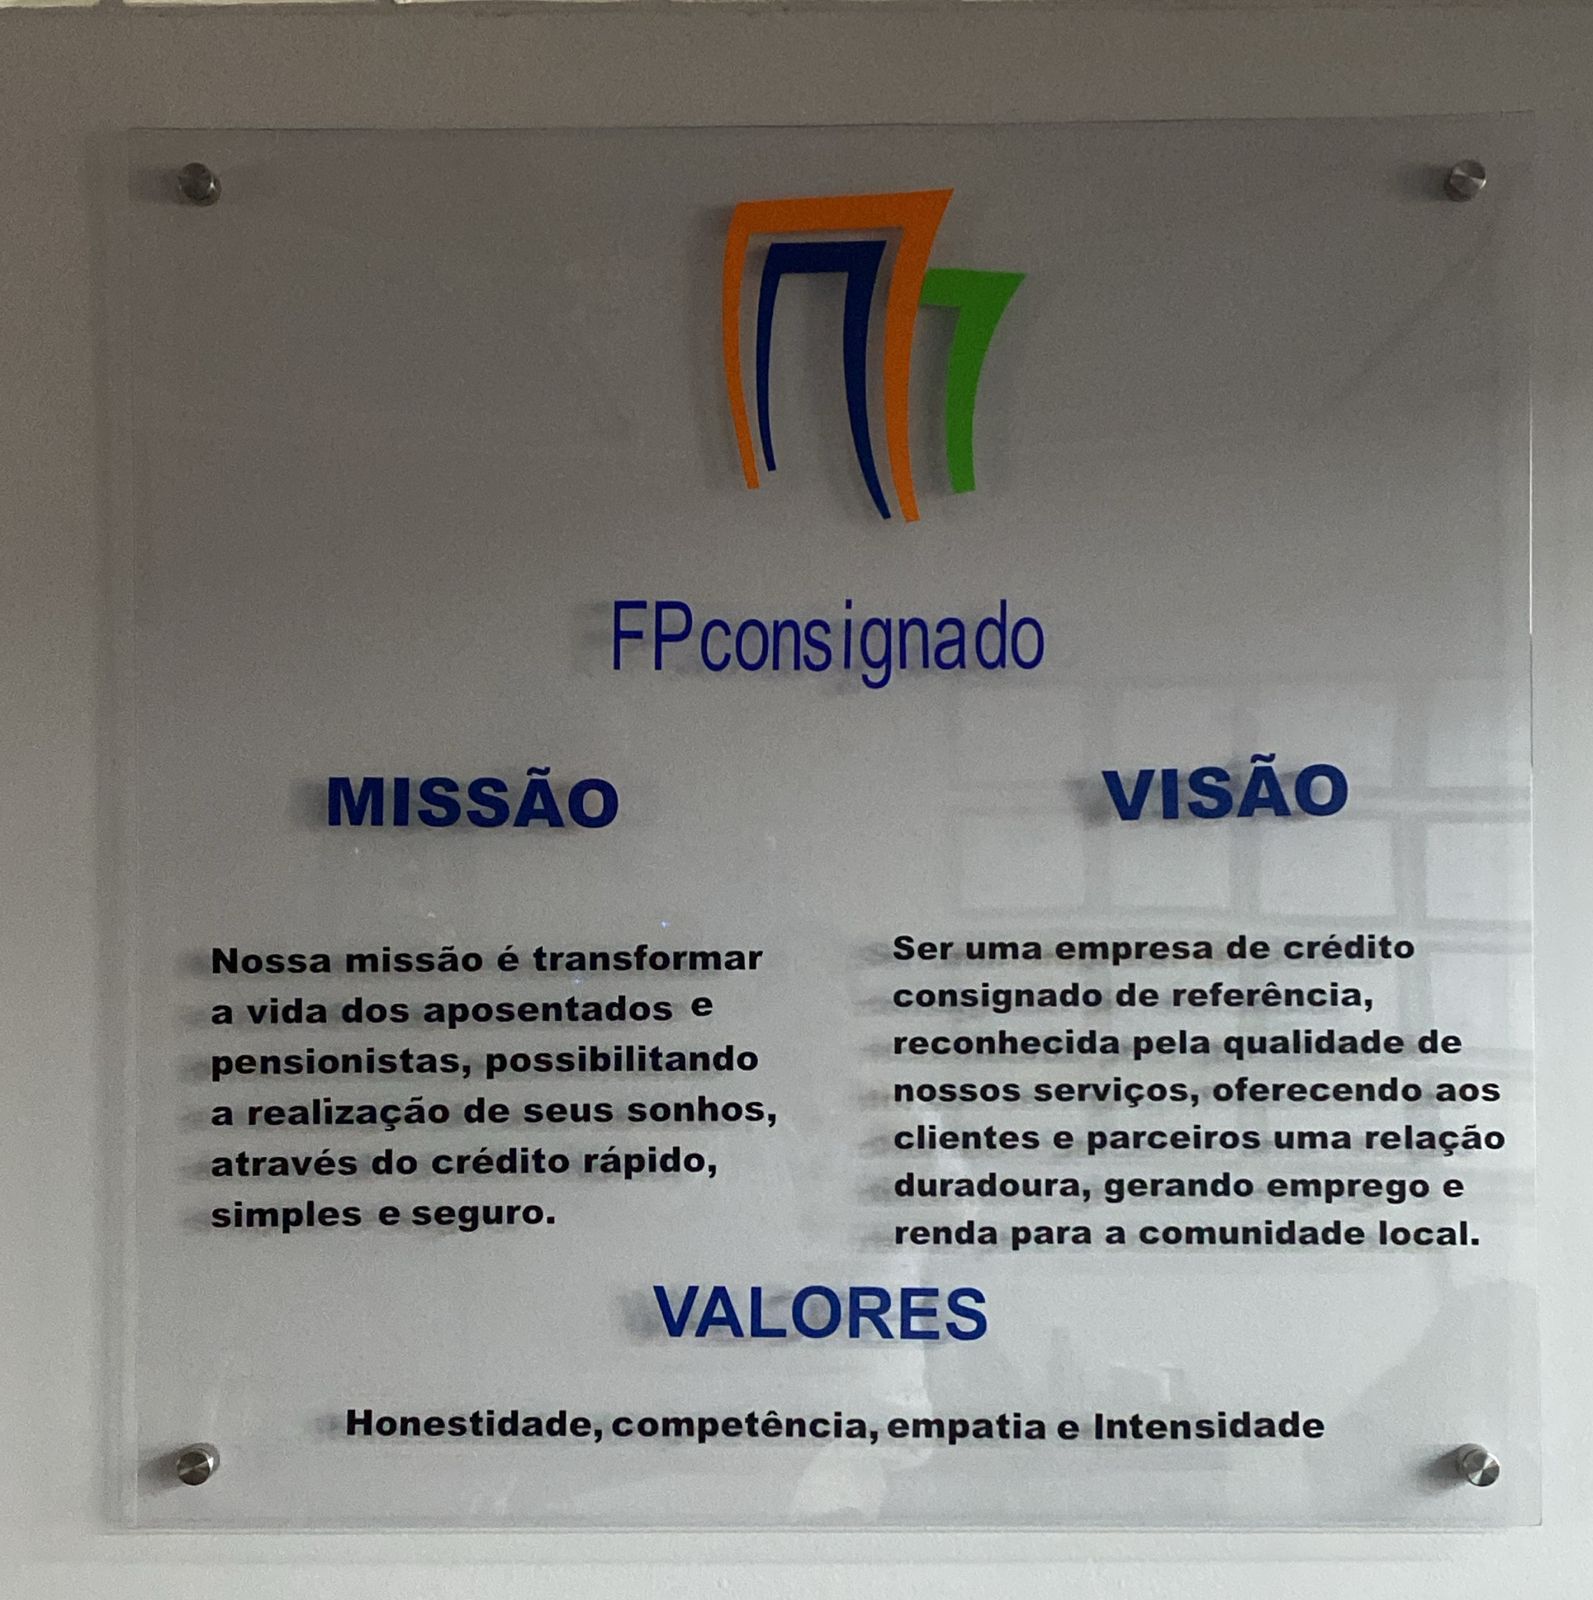 FPconsignado
MISSÃO
Nossa missão é transformar
a vida dos aposentados e
pensionistas, possibilitando
a realização de seus sonhos,
através do crédito rápido,
simples e seguro.
VISÃO
Ser uma empresa de crédito
consignado de referência,
reconhecida pela qualidade de
nossos serviços, oferecendo aos
clientes e parceiros uma relação
duradoura, gerando emprego e
renda para a comunidade local.
VALORES
Honestidade, competência, empatia e Intensidade